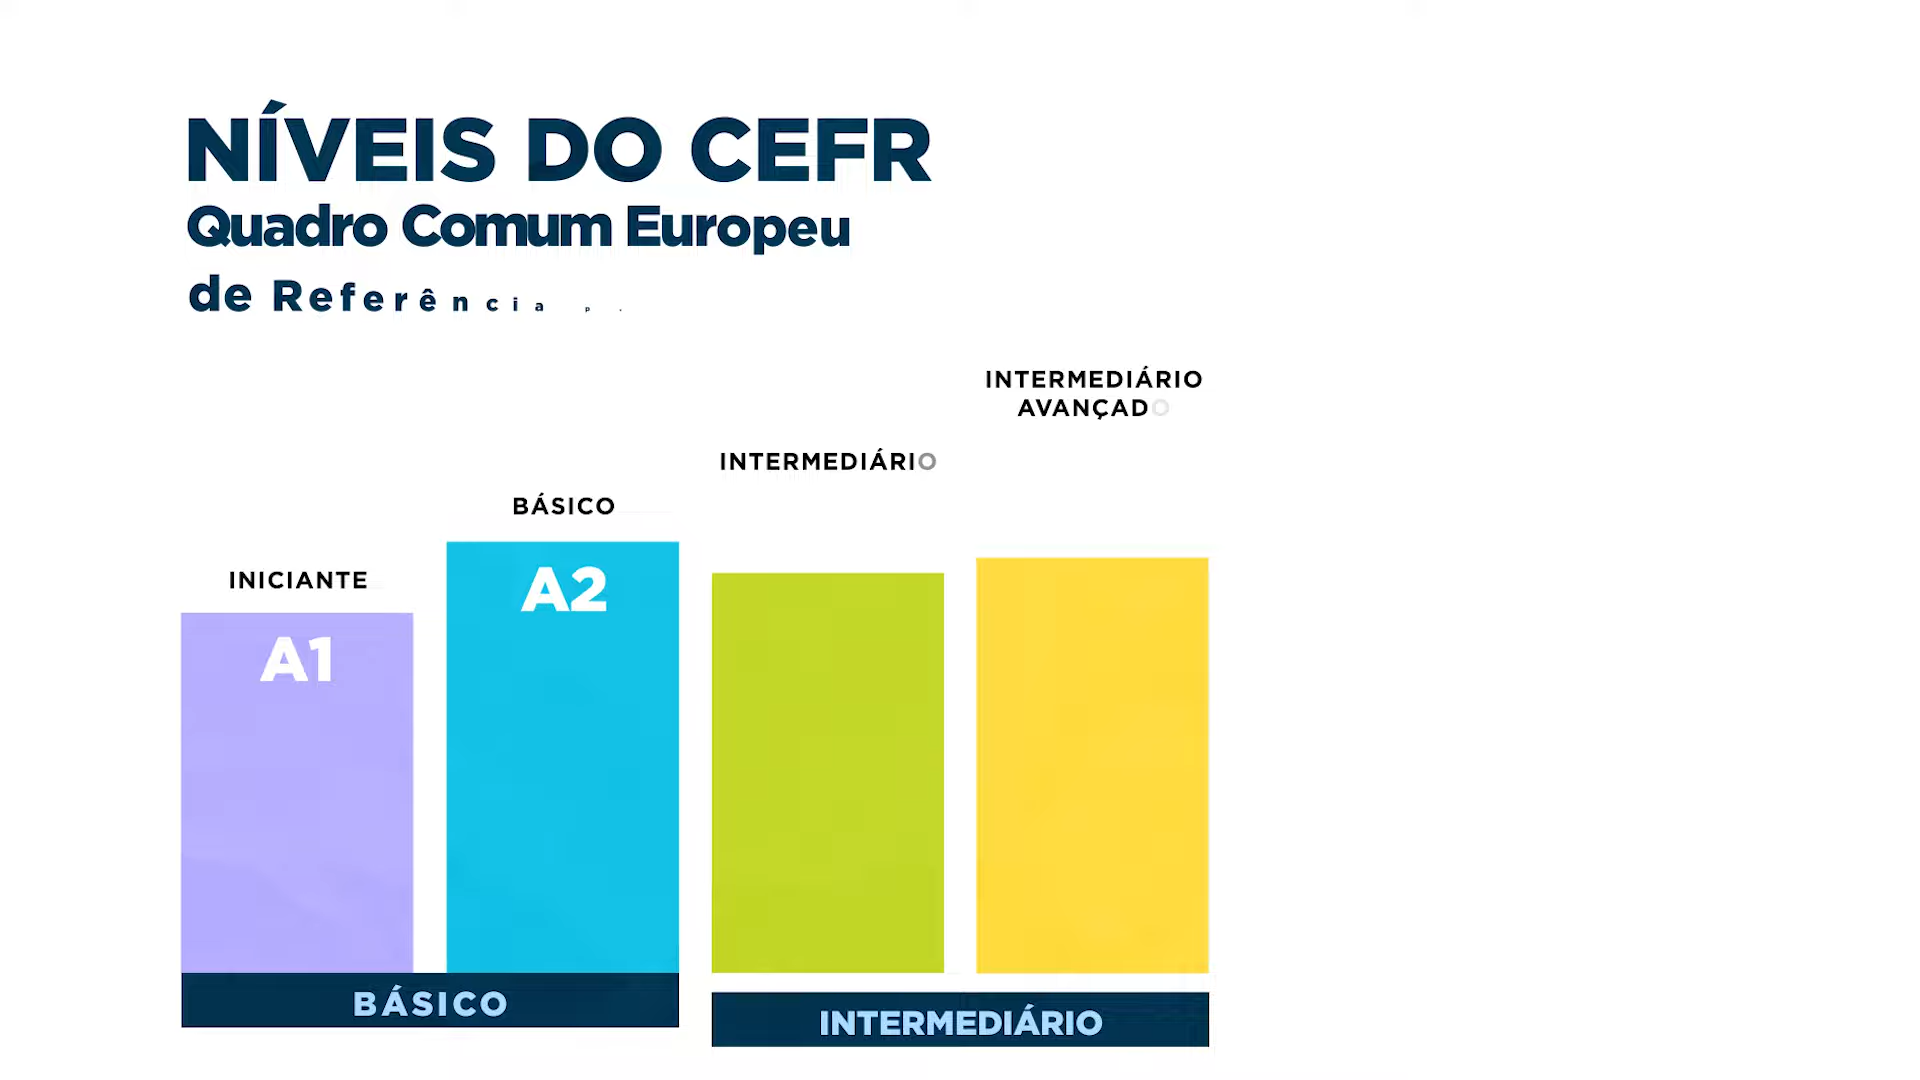 NÍVEIS DO CEFR
Quadro Comum Europeu
de Referência p
INTERMEDIÁRIO
AVANÇADO
INTERMEDIÁRIO
BÁSICO
INICIANTE
A2
A1
BÁSICO
INTERMEDIÁRIO